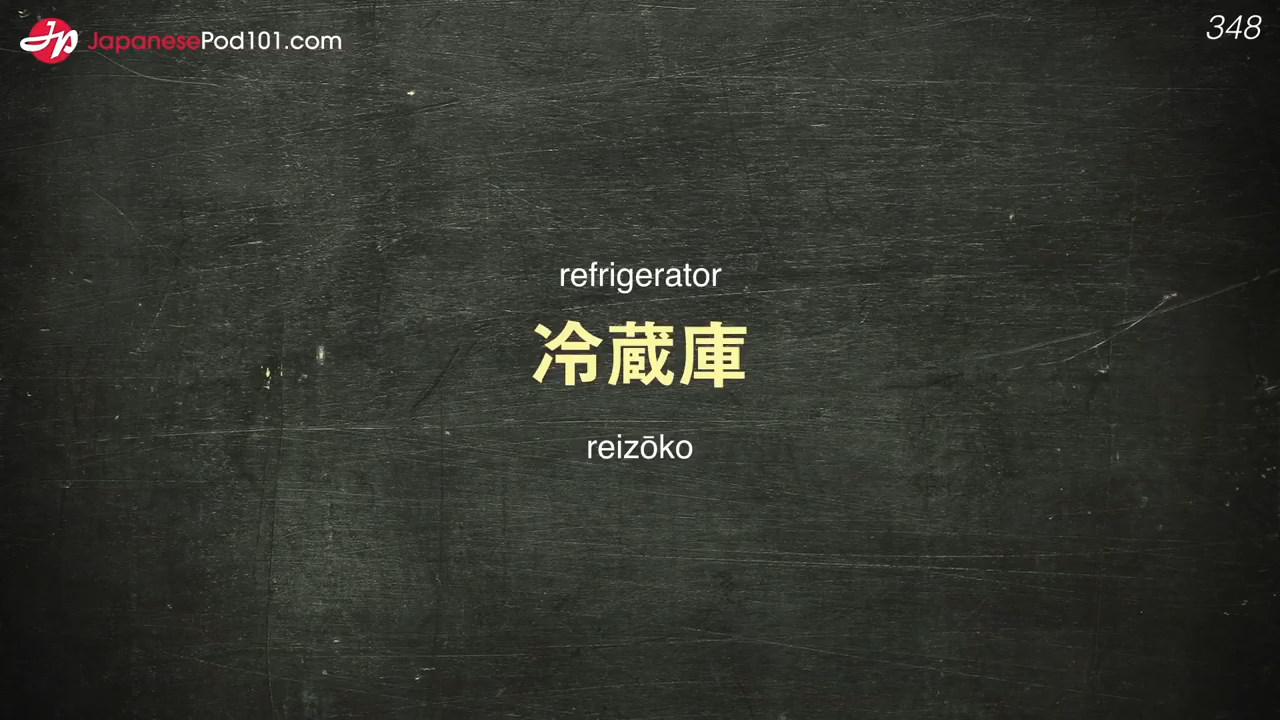 JapanesePod101.com
348
refrigerator
冷蔵庫
reizōko